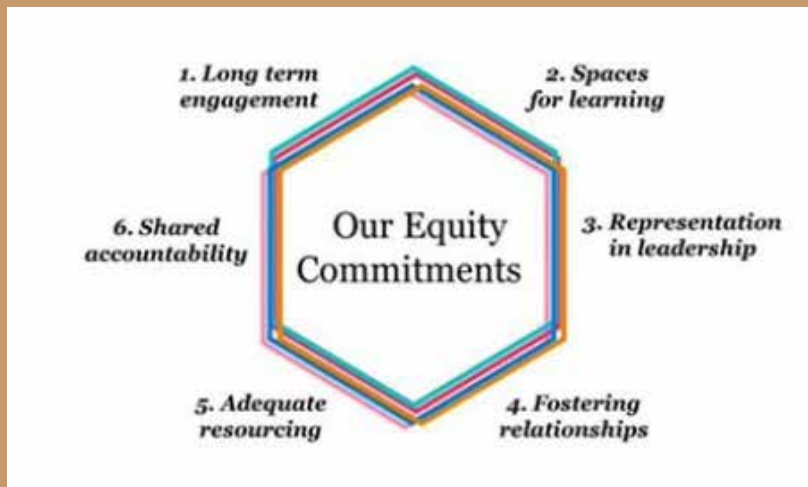 1. Long term
engagement
2. Spaces
for learning
3. Representation
in leadership
4. Fostering
relationships
5. Adequate
resourcing
6. Shared
accountability
Our Equity
Commitments